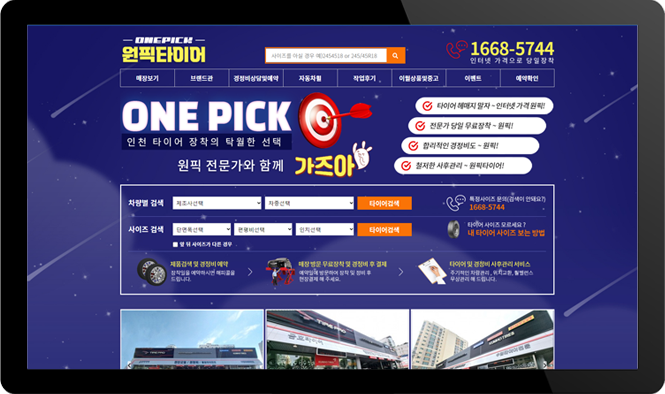 ONEPICK
원픽타이어
사이즈를 아실 경우 예)2454518 or 245/45R18
1668-5744
인터넷 가격으로 당일장착
매장보기
브랜드관
경정비상담및예약
자동차휠
작업후기
이월상품및중고
이벤트
예약확인
ONE PICK
인천 타이어 장착의 탁월한 선택
원픽 전문가와 함께 가즈아
타이어 헤매지 말자 ~ 인터넷 가격 원픽!
전문가 당일 무료장착 ~ 원픽!
합리적인 경정비도 ~ 원픽!
철저한 사후관리 ~ 원픽타이어!
차량별 검색
제조사선택
차종선택
타이어검색
특정사이즈 문의(검색이 안돼요?)
1668-5744
사이즈 검색
단면폭선택
편평비선택
인치선택
타이어검색
앞 뒤 사이즈가 다른 경우
타이어 사이즈 모르세요 ?
내 타이어 사이즈 보는 방법
제품검색 및 경정비 예약
장착일을 예약하시면 해피콜을
드립니다.
매장 방문 무료장착 및 경정비 후 결제
예약일에 방문하여 장착 및 정비 후
현장결제 해 주세요.
타이어 및 경정비 사후관리 서비스
주기적인 차량관리 , 위치교환, 휠밸런스
무상관리 해 드립니다.